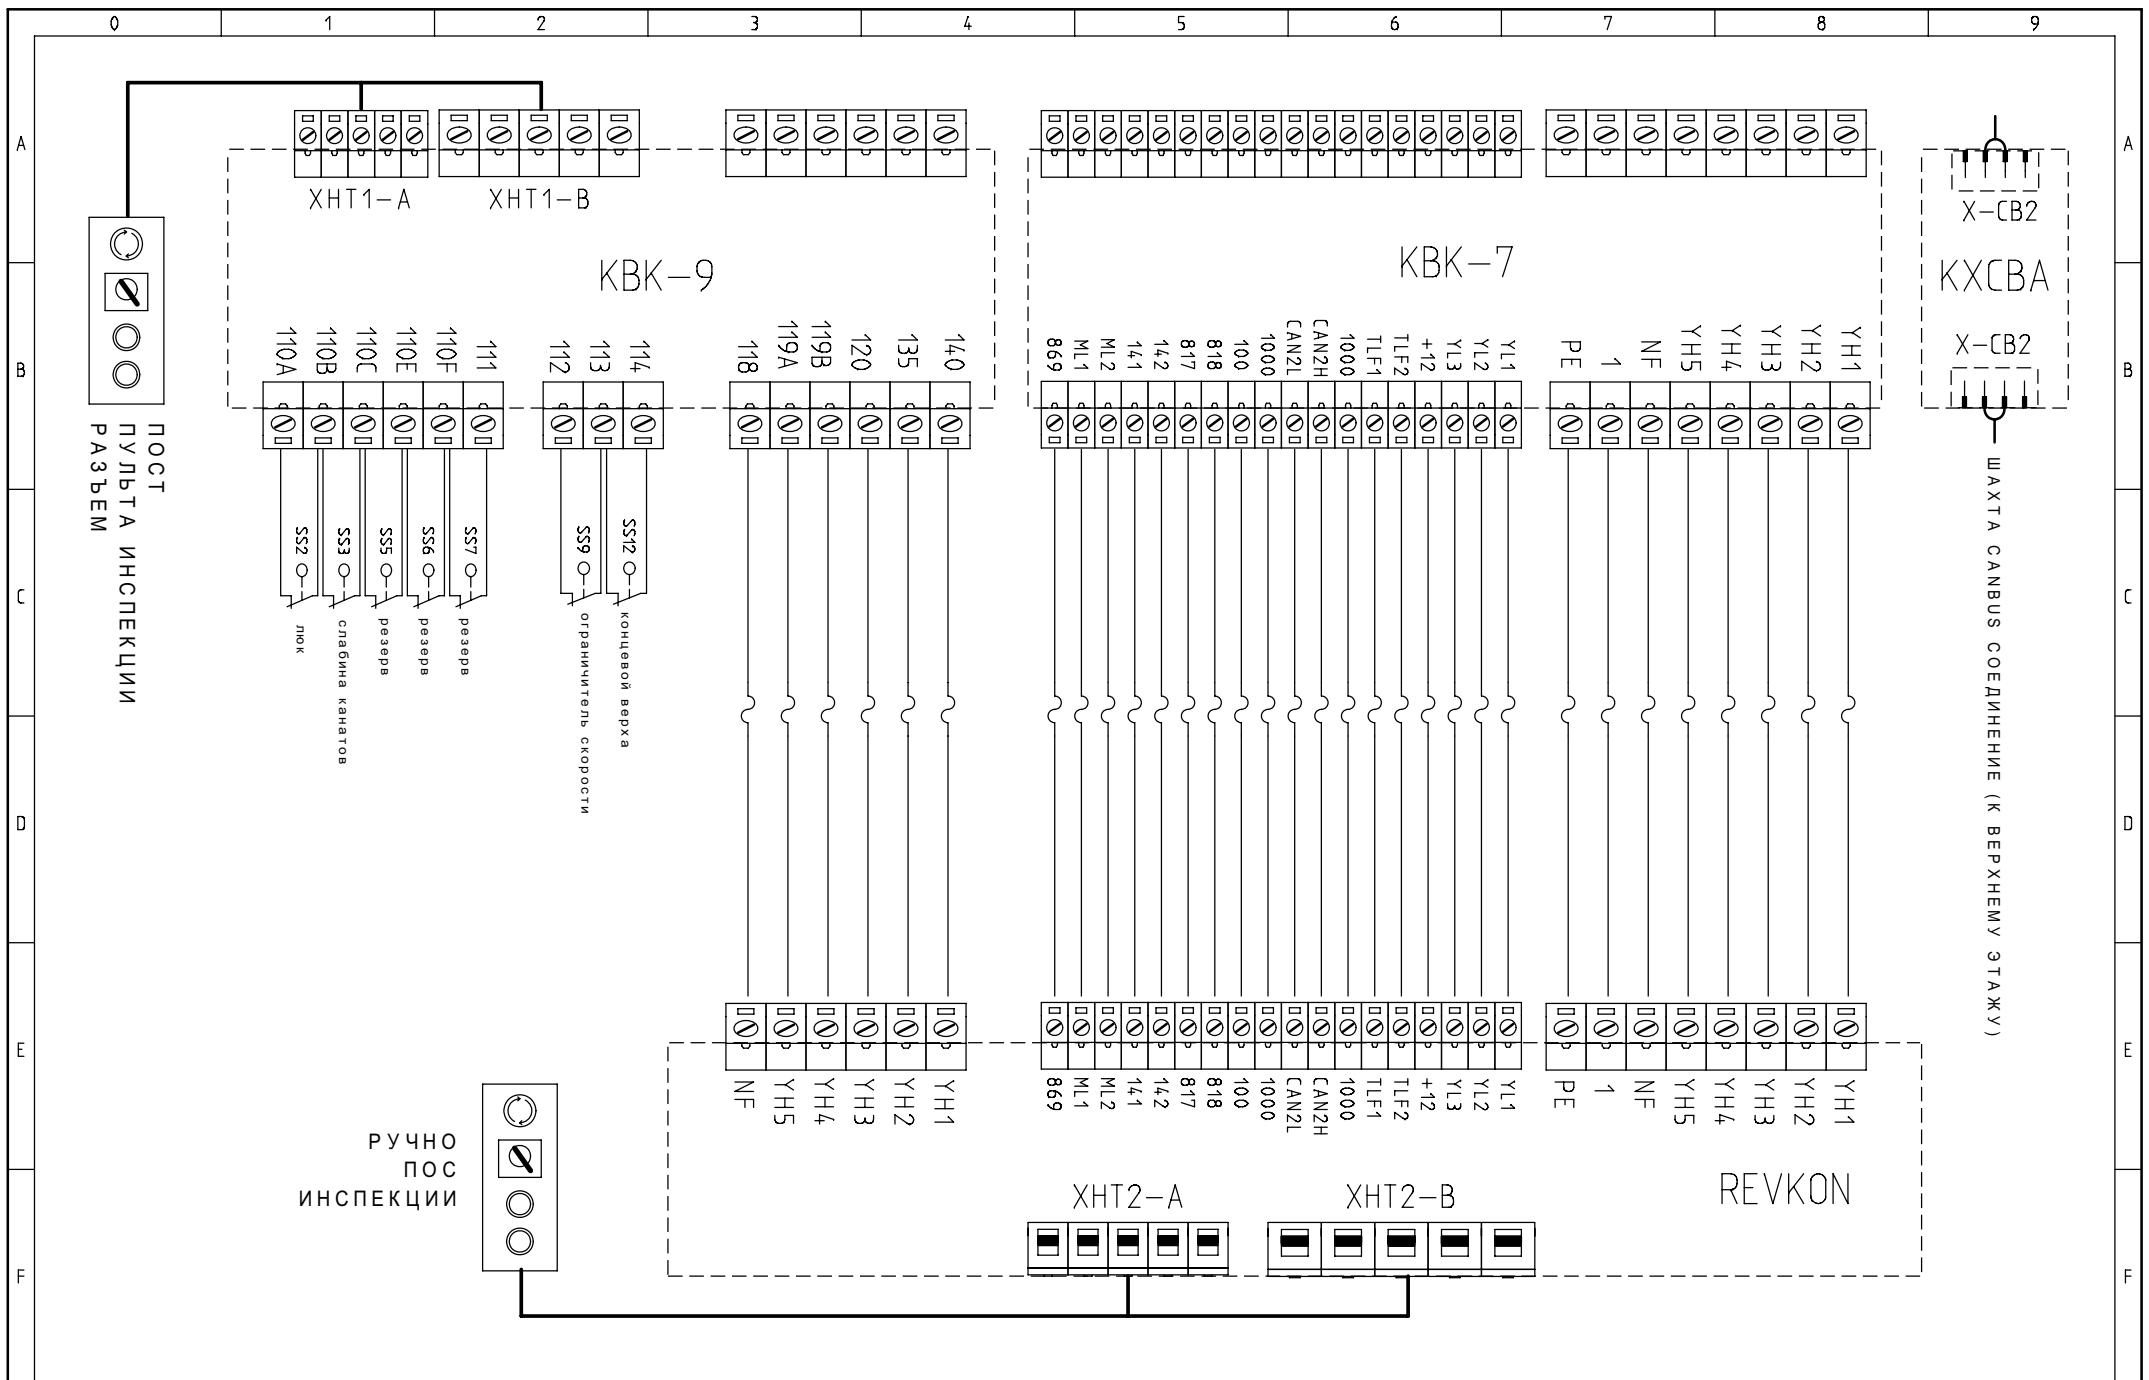 0 1 2 3 4 5 6 7 8 9
A A
XHT1-A XHT1-B
X-CB2
KBK-9
KBK-7
KXCBA
X-CB2
B B
110A 110B 110C 110E 110F 111 112 113 114 118 119A 119B 120 135 140
869 ML1 ML2 141 142 817 818 100 1000 CAN2L CAN2H 1000 TLF1 TLF2 +12 YL3 YL2 YL1
PE 1 NF YH5 YH4 YH3 YH2 YH1
ПОСТ
ПУЛЬТА ИНСПЕКЦИИ
РАЗЪЕМ
SS2 SS3 SS5 SS6 SS7 SS9 SS12
C C
люк
слабина канатов
резерв
резерв
резерв
ограничитель скорости
концевой верха
ШАХТА CANBUS СОЕДИНЕНИЕ (К ВЕРХНЕМУ ЭТАЖУ)
D D
E E
NF YH5 YH4 YH3 YH2 YH1
869 ML1 ML2 141 142 817 818 100 1000 CAN2L CAN2H 1000 TLF1 TLF2 +12 YL3 YL2 YL1
PE 1 NF YH5 YH4 YH3 YH2 YH1
РУЧНО
ПОС
ИНСПЕКЦИИ
XHT2-A XHT2-B
REVKON
F F